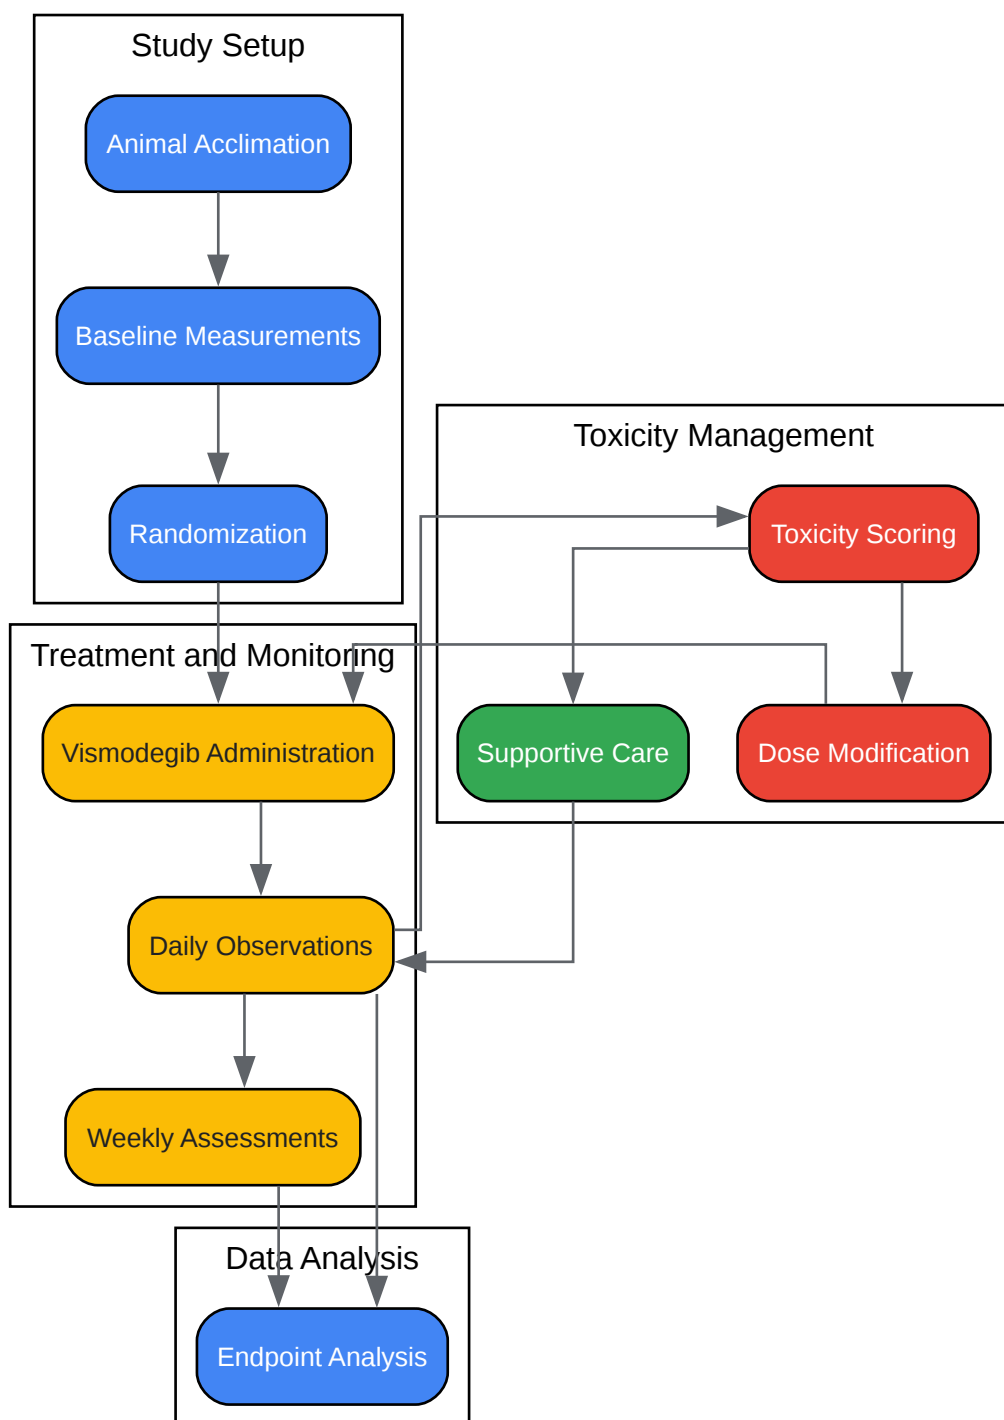 Study Setup
Animal Acclimation
Baseline Measurements
Randomization
Toxicity Management
Toxicity Scoring
Supportive Care
Dose Modification
Treatment and Monitoring
Vismodegib Administration
Daily Observations
Weekly Assessments
Data Analysis
Endpoint Analysis